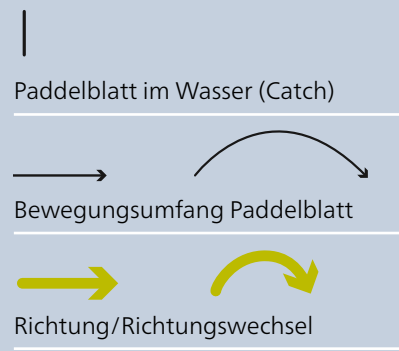 Paddelblatt im Wasser (Catch)
Bewegungsumfang Paddelblatt
Richtung/Richtungswechsel